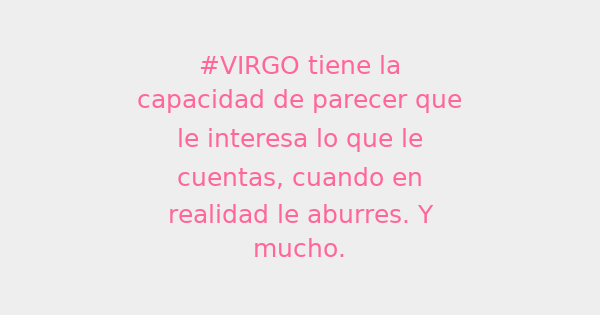 #VIRGO tiene la
capacidad de parecer que
le interesa lo que le
cuentas, cuando en
realidad le aburres. Y
mucho.